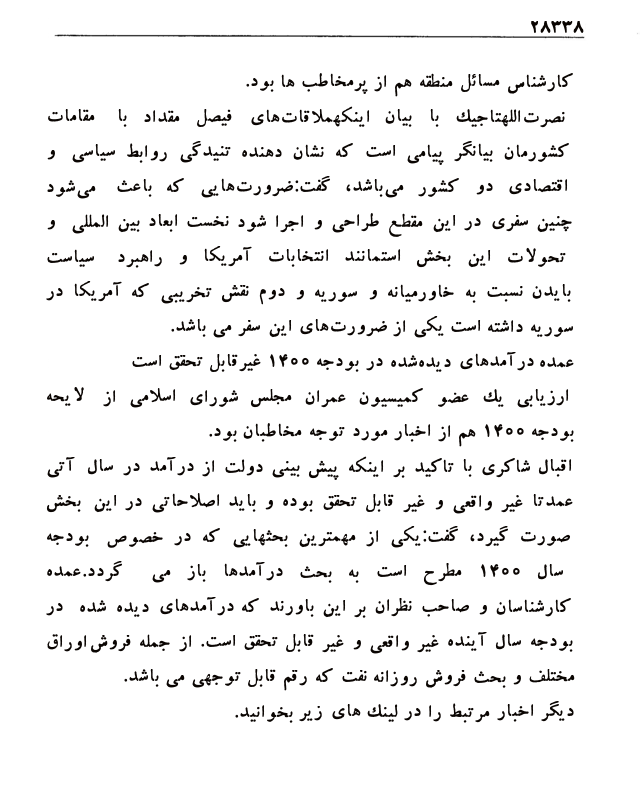 ۲۸۳۳۸
کارشناس مسائل منطقه هم از پرمخاطب ها بود.
نصرت‌اللهتاجیك با بیان اینکهملاقات‌های فیصل مقداد با مقامات
کشورمان بیانگر پیامی است که نشان دهنده تنیدگی روابط سیاسی و
اقتصادی دو کشور می‌باشد، گفت:ضرورت‌هایی که باعث می‌شود
چنین سفری در این مقطع طراحی و اجرا شود نخست ابعاد بین المللی و
تحولات این بخش استمانند انتخابات آمریکا و راهبرد سیاست
بایدن نسبت به خاورمیانه و سوریه و دوم نقش تخریبی که آمریکا در
سوریه داشته است یکی از ضرورت‌های این سفر می باشد.
عمده درآمدهای دیده‌شده در بودجه ۱۴۰۰ غیرقابل تحقق است
ارزیابی یك عضو کمیسیون عمران مجلس شورای اسلامی از لایحه
بودجه ۱۴۰۰ هم از اخبار مورد توجه مخاطبان بود.
اقبال شاکری با تاکید بر اینکه پیش بینی دولت از درآمد در سال آتی
عمدتا غیر واقعی و غیر قابل تحقق بوده و باید اصلاحاتی در این بخش
صورت گیرد، گفت:یکی از مهمترین بحثهایی که در خصوص بودجه
سال ۱۴۰۰ مطرح است به بحث درآمدها باز می گردد.عمده
کارشناسان و صاحب نظران بر این باورند که درآمدهای دیده شده در
بودجه سال آینده غیر واقعی و غیر قابل تحقق است. از جمله فروش‌اوراق
مختلف و بحث فروش روزانه نفت که رقم قابل توجهی می باشد.
دیگر اخبار مرتبط را در لینك های زیر بخوانید.